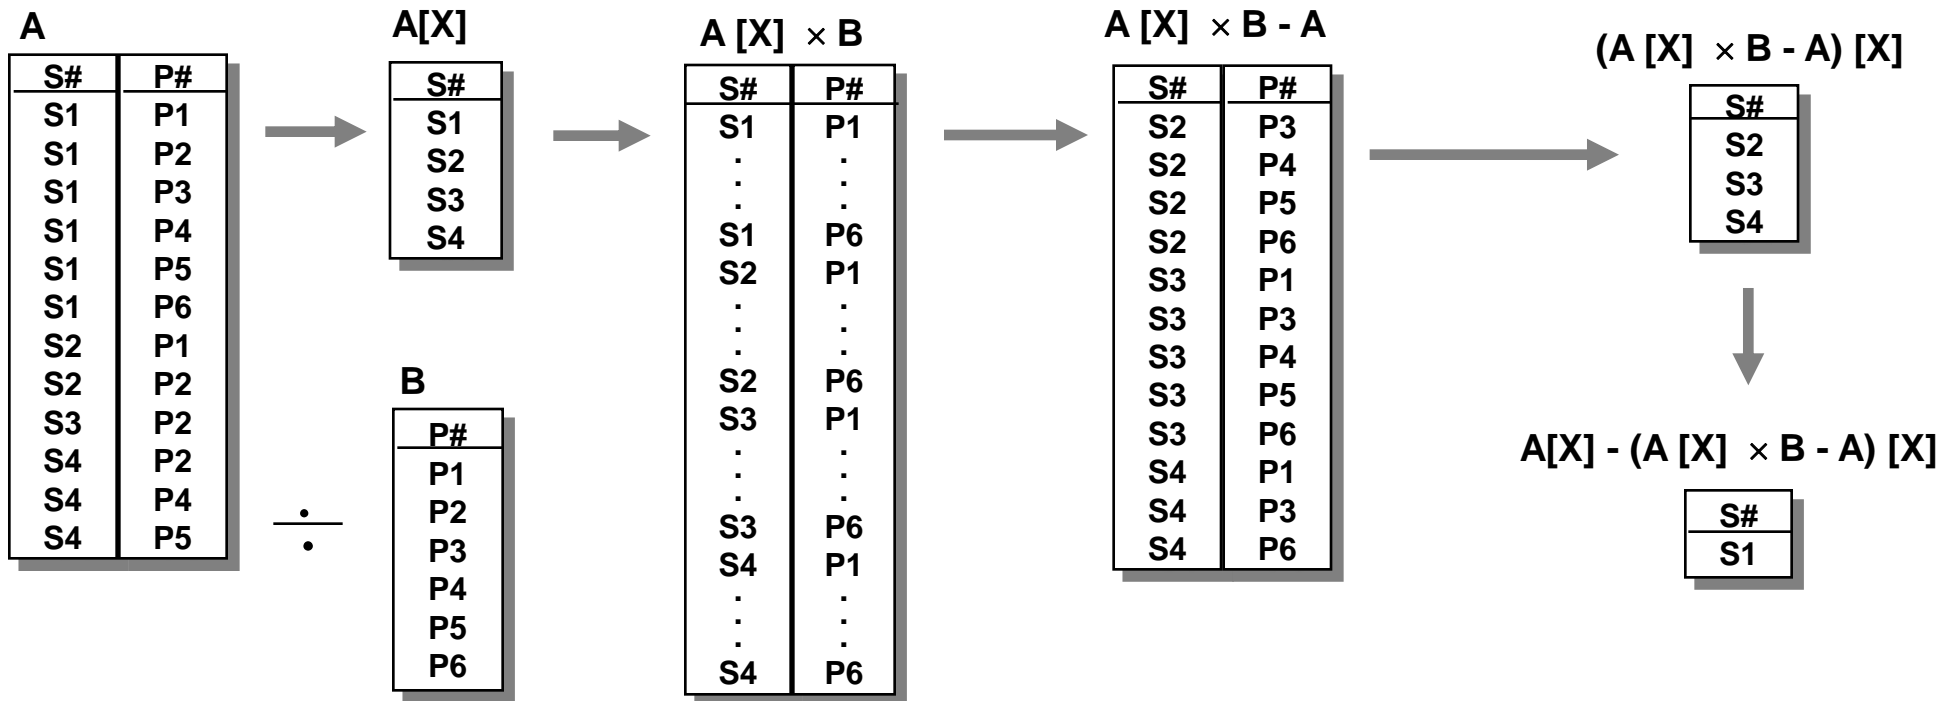 A
S# P#
S1 P1
S1 P2
S1 P3
S1 P4
S1 P5
S1 P6
S2 P1
S2 P2
S3 P2
S4 P2
S4 P4
S4 P5
A[X]
S#
S1
S2
S3
S4
÷
B
P#
P1
P2
P3
P4
P5
P6
A [X] × B
S# P#
S1 P1
. .
. .
. .
S1 P6
S2 P1
. .
. .
. .
S2 P6
S3 P1
. .
. .
. .
S3 P6
S4 P1
. .
. .
. .
S4 P6
A [X] × B - A
S# P#
S2 P3
S2 P4
S2 P5
S2 P6
S3 P1
S3 P3
S3 P4
S3 P5
S3 P6
S4 P1
S4 P3
S4 P6
(A [X] × B - A) [X]
S#
S2
S3
S4
A[X] - (A [X] × B - A) [X]
S#
S1